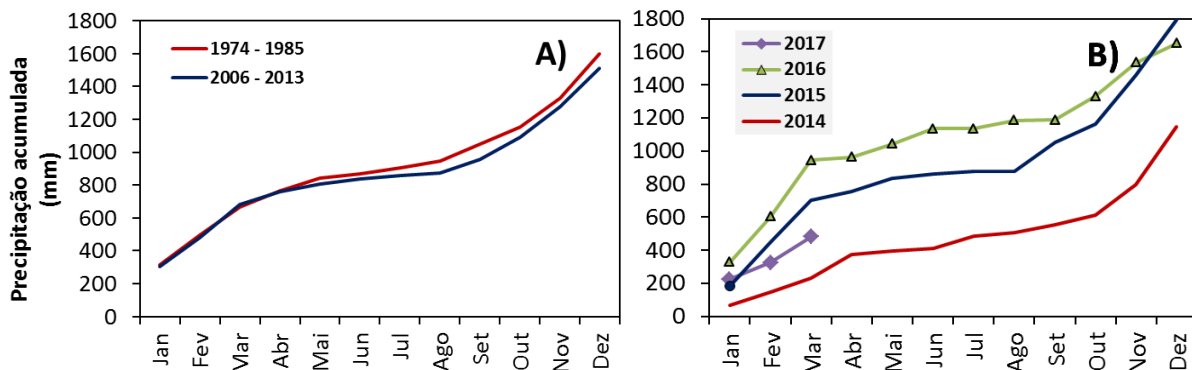 Precipitação acumulada
(mm)
1800
1600
1400
1200
1000
800
600
400
200
0
1974 - 1985
2006 - 2013
A)
Jan
Fev
Mar
Abr
Mai
Jun
Jul
Ago
Set
Out
Nov
Dez
1800
1600
1400
1200
1000
800
600
400
200
0
2017
2016
2015
2014
B)
Jan
Fev
Mar
Abr
Mai
Jun
Jul
Ago
Set
Out
Nov
Dez